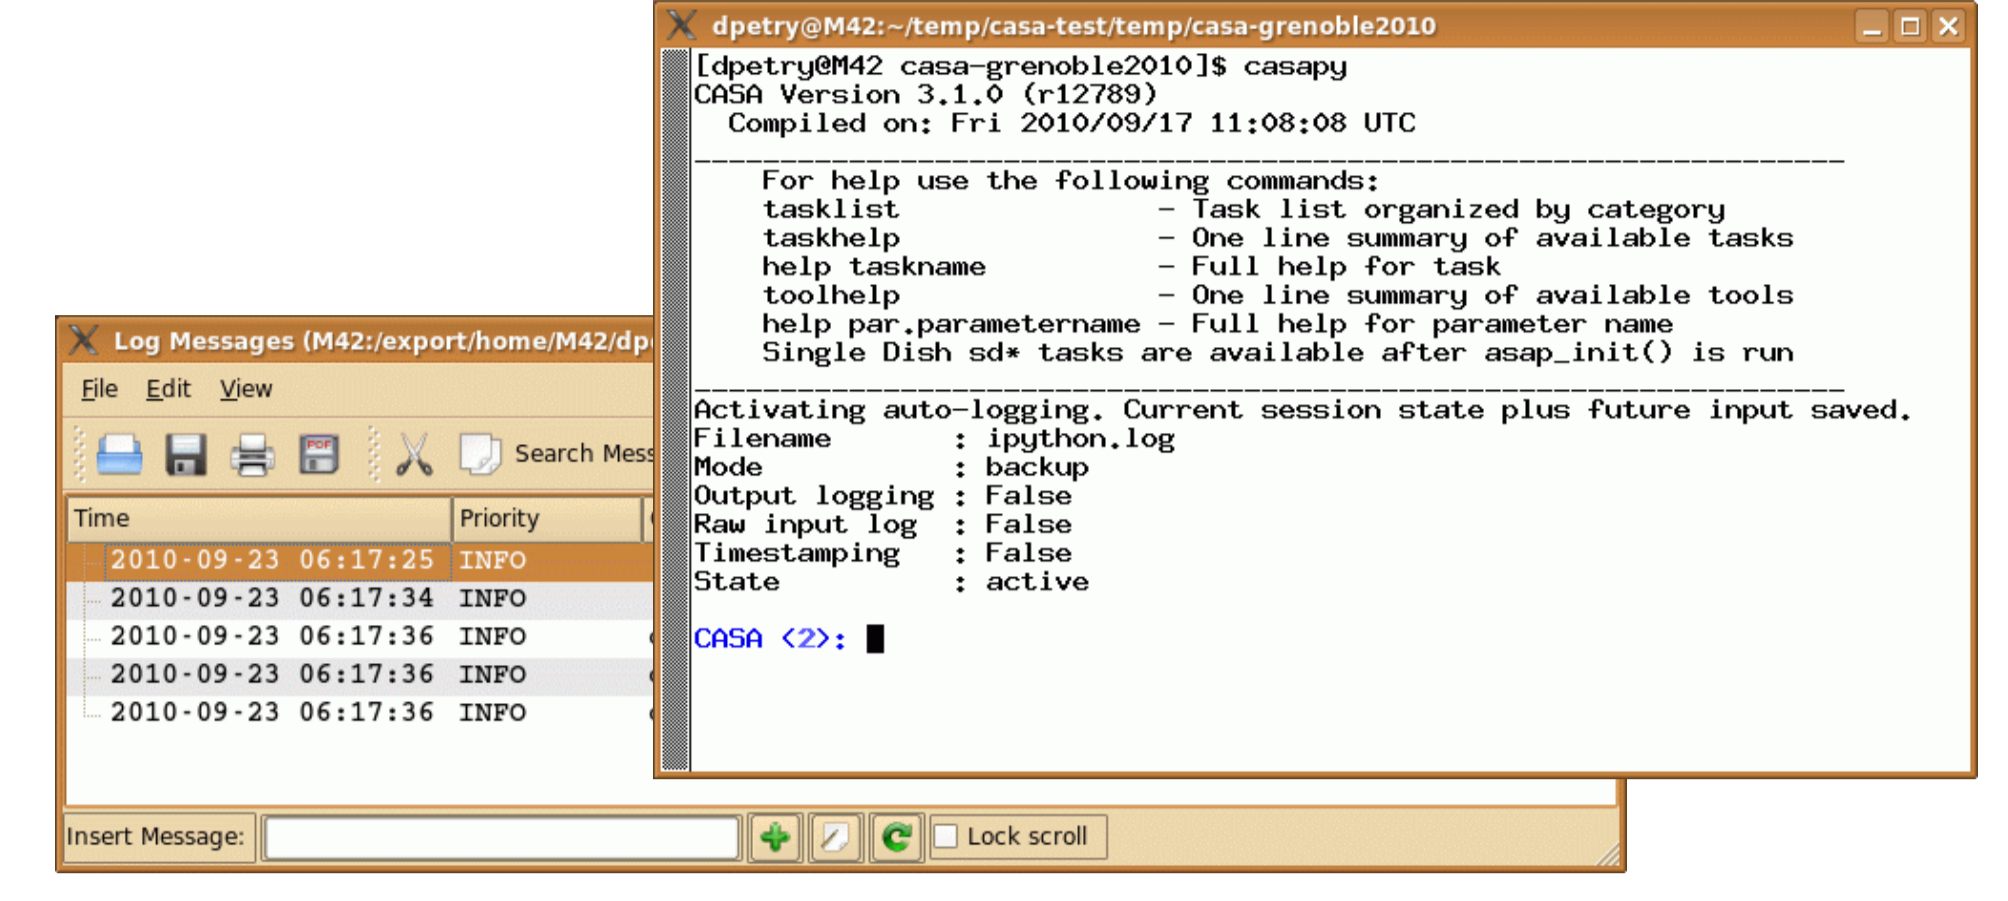 dpetry@M42:~/temp/casa-test/temp/casa-grenoble2010
[dpetry@M42 casa-grenoble2010]$ casapy
CASA Version 3.1.0 (r12789)
Compiled on: Fri 2010/09/17 11:08:08 UTC
For help use the following commands:
tasklist - Task list organized by category
taskhelp - One line summary of available tasks
help taskname - Full help for task
toolhelp - One line summary of available tools
help par.parametername - Full help for parameter name
Single Dish sd* tasks are available after asap_init() is run
Activating auto-logging. Current session state plus future input saved.
Filename : ipython.log
Mode : backup
Output logging : False
Raw input log : False
Timestamping : False
State : active
CASA <2>:
Log Messages (M42:/export/home/M42/dp
File Edit View
PDF
Search Mess
Time Priority
2010-09-23 06:17:25 INFO
2010-09-23 06:17:34 INFO
2010-09-23 06:17:36 INFO
2010-09-23 06:17:36 INFO
2010-09-23 06:17:36 INFO
Insert Message: Lock scroll